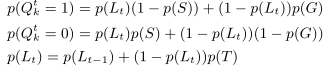 p(Q_k^t = 1) = p(L_t)(1 − p(S)) + (1 − p(L_t))p(G)
p(Q_k^t = 0) = p(L_t)p(S) + (1 − p(L_t))(1 − p(G))
p(L_t) = p(L_{t−1}) + (1 − p(L_t))p(T)